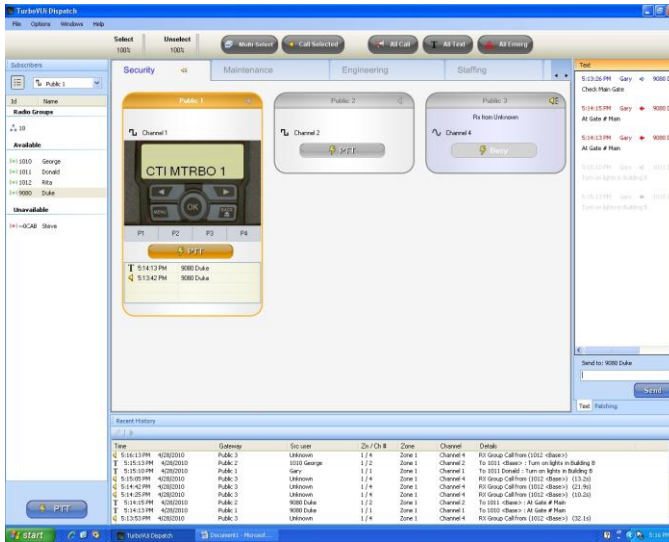 TurboVUi Dispatch
File Options Windows Help
Select 100%
Unselect 100%
Multi-Select
Call Selected
All Call
All Text
All Emerg
Subscribers
Public 1
Id Name
Radio Groups
10
Available
1010 George
1011 Donald
1012 Rita
9080 Duke
Unavailable
--0CAB Steve
PTT
Security Maintenance Engineering Staffing
Public 1
Channel 1
CTI MTRBO 1
MENU
OK
BACK
P1 P2 P3 P4
PTT
T 5:14:13 PM 9080 Duke
5:13:42 PM 9080 Duke
Public 2
Channel 2
PTT
Public 3
Rx from Unknown
Channel 4
Busy
Text
5:13:26 PM Gary 9080 D
Check Main Gate
5:14:15 PM Gary 9080 D
At Gate # Main
5:14:13 PM Gary 9080 D
At Gate # Main
Turn on lights in Building B
Turn on lights in Building B
Send to: 9080 Duke
Send
Text Patching
Recent History
Time Gateway Src user Zn / Ch # Zone Channel Details
5:16:13 PM 4/28/2010 Public 3 Unknown 1 / 4 Zone 1 Channel 4 RX Group Call from (1012 <Base>)
T 5:15:13 PM 4/28/2010 Public 2 1010 George 1 / 2 Zone 1 Channel 2 To 1011 <Base> : Turn on lights in Building B
T 5:15:10 PM 4/28/2010 Public 1 Gary 1 / 1 Zone 1 Channel 1 To 1011 Donald : Turn on lights in Building B
5:15:05 PM 4/28/2010 Public 3 Unknown 1 / 4 Zone 1 Channel 4 RX Group Call from (1012 <Base>) (13.2s)
5:14:42 PM 4/28/2010 Public 3 Unknown 1 / 4 Zone 1 Channel 4 RX Group Call from (1012 <Base>) (21.9s)
5:14:25 PM 4/28/2010 Public 3 Unknown 1 / 4 Zone 1 Channel 4 RX Group Call from (1012 <Base>) (10.2s)
T 5:14:15 PM 4/28/2010 Public 2 9080 Duke 1 / 2 Zone 1 Channel 2 To 1011 <Base> : At Gate # Main
T 5:14:13 PM 4/28/2010 Public 1 9080 Duke 1 / 1 Zone 1 Channel 1 To 1010 <Base> : At Gate # Main
5:13:53 PM 4/28/2010 Public 3 Unknown 1 / 4 Zone 1 Channel 4 RX Group Call from (1012 <Base>) (32.1s)
start
TurboVUi Dispatch
Document1 - Microsof...
5:16 PM